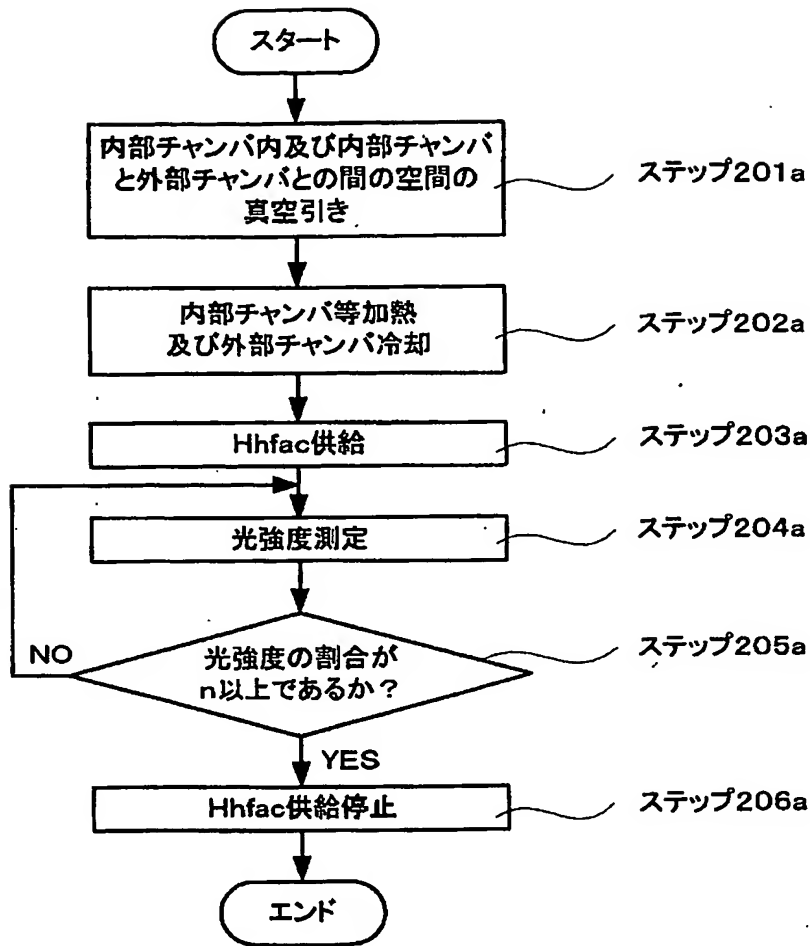 スタート
内部チャンバ内及び内部チャンバ
と外部チャンバとの間の空間の
真空引き
ステップ201a
内部チャンバ等加熱
及び外部チャンバ冷却
ステップ202a
Hhfac供給
ステップ203a
光強度測定
ステップ204a
光強度の割合が
n以上であるか?
ステップ205a
NO
YES
Hhfac供給停止
ステップ206a
エンド